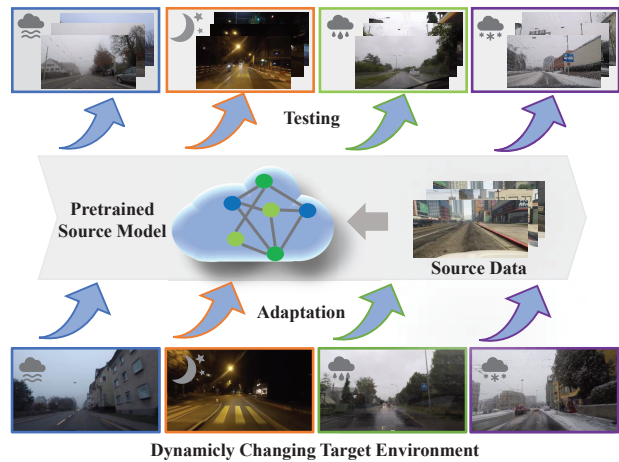 Testing
Pretrained
Source Model
Source Data
Adaptation
Dynamicly Changing Target Environment